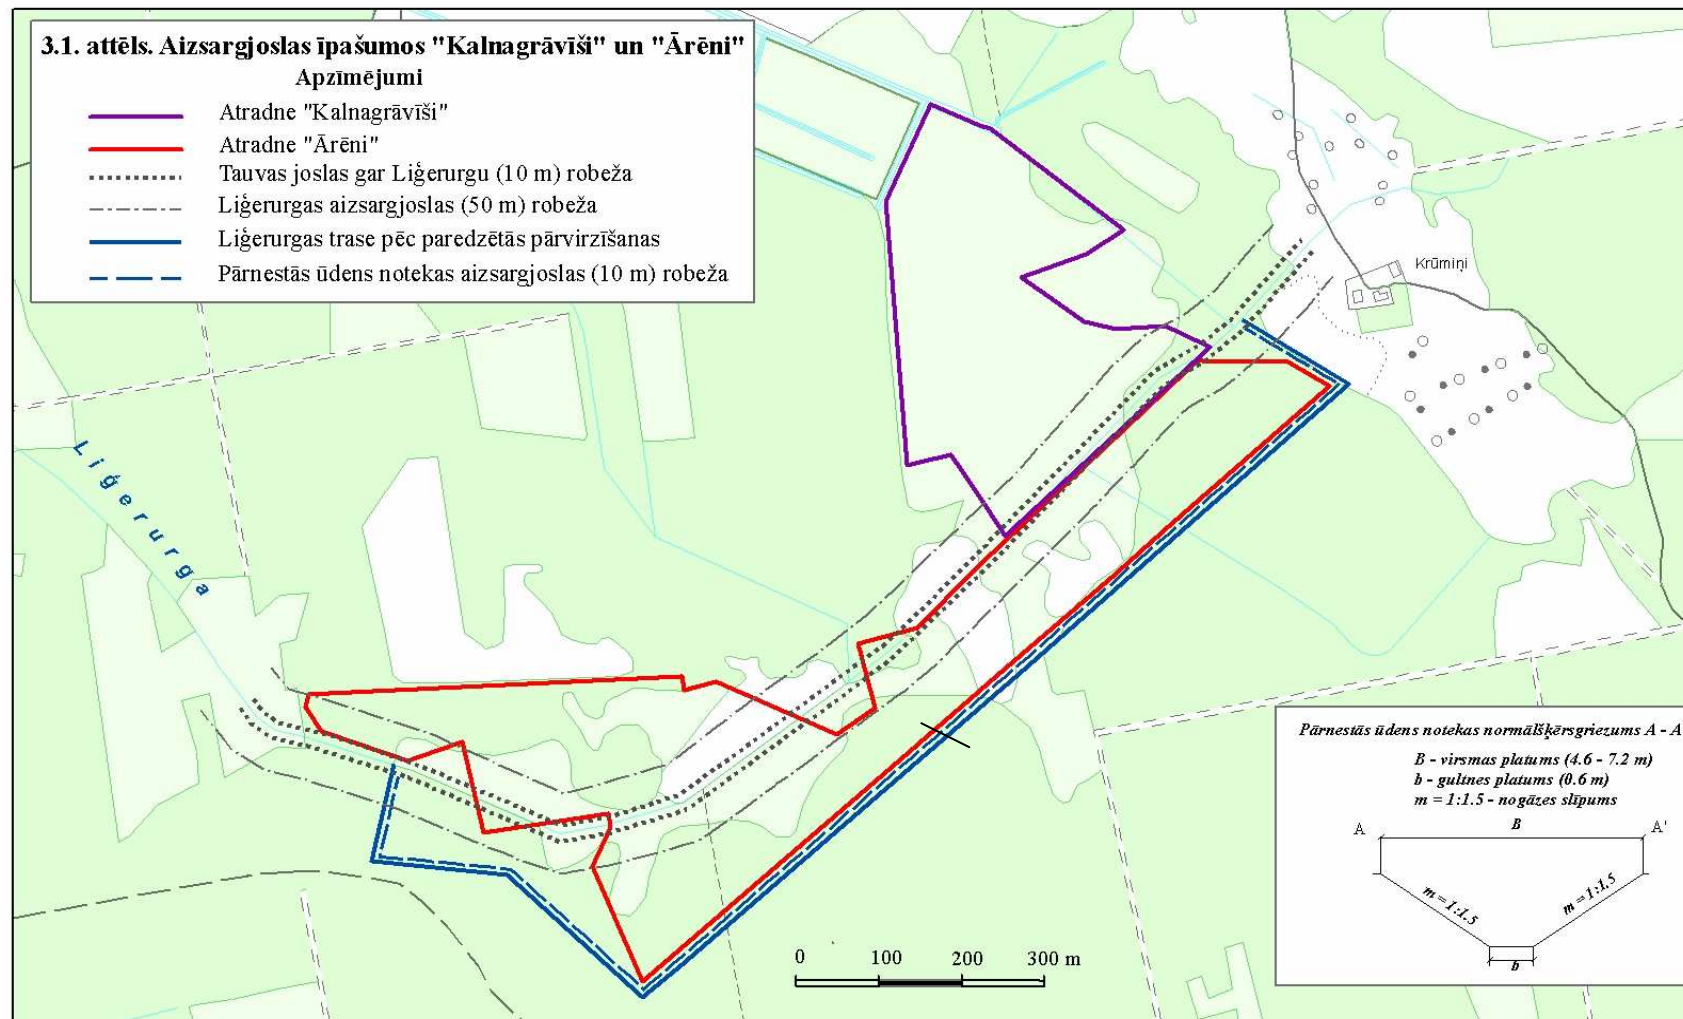 3.1. attēls. Aizsargjoslas īpašumos "Kalnagrāvīši" un "Ārēni"
Apzīmējumi
Atradne "Kalnagrāvīši"
Atradne "Ārēni"
Tauvas joslas gar Liģerurgu (10 m) robeža
Liģerurgas aizsargjoslas (50 m) robeža
Liģerurgas trase pēc paredzētās pārvirzīšanas
Pārnestās ūdens notekas aizsargjoslas (10 m) robeža
Krūmiņi
Liģerurga
Pārnestās ūdens notekas normālšķērsgriezums A - A
B - virsmas platums (4.6 - 7.2 m)
b - gultnes platums (0.6 m)
m = 1:1.5 - nogāzes slīpums
A B A'
m = 1:1.5 m = 1:1.5
b
0 100 200 300 m